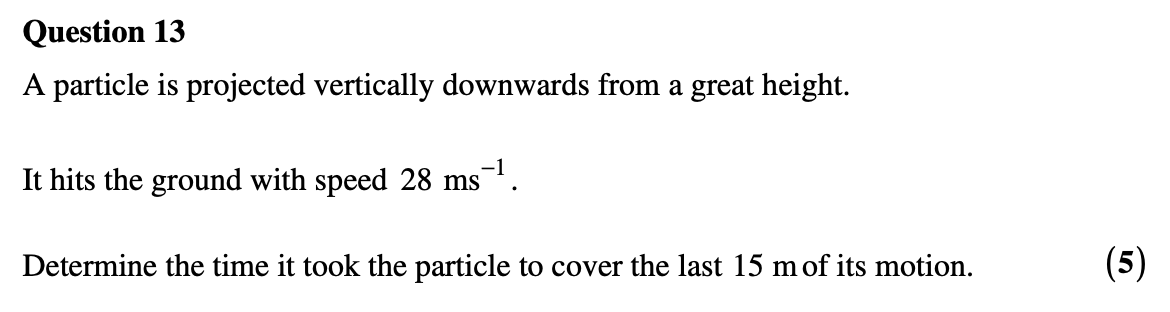 Question 13
A particle is projected vertically downwards from a great height.
It hits the ground with speed 28 ms⁻¹.
Determine the time it took the particle to cover the last 15 m of its motion. (5)